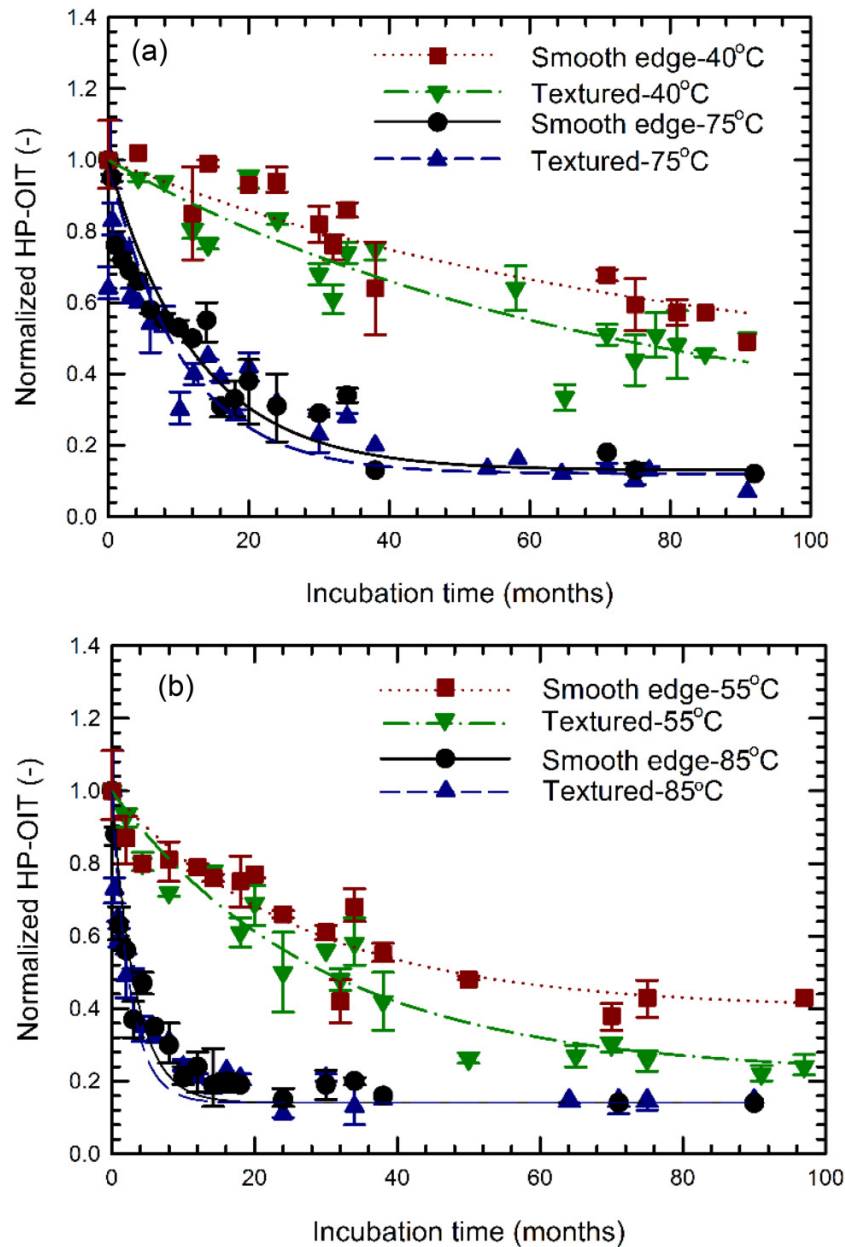 (a)
Smooth edge-40°C
Textured-40°C
Smooth edge-75°C
Textured-75°C
Normalized HP-OIT (-)
1.4
1.2
1.0
0.8
0.6
0.4
0.2
0.0
0 20 40 60 80 100
Incubation time (months)
(b)
Smooth edge-55°C
Textured-55°C
Smooth edge-85°C
Textured-85°C
Normalized HP-OIT (-)
1.4
1.2
1.0
0.8
0.6
0.4
0.2
0.0
0 20 40 60 80 100
Incubation time (months)